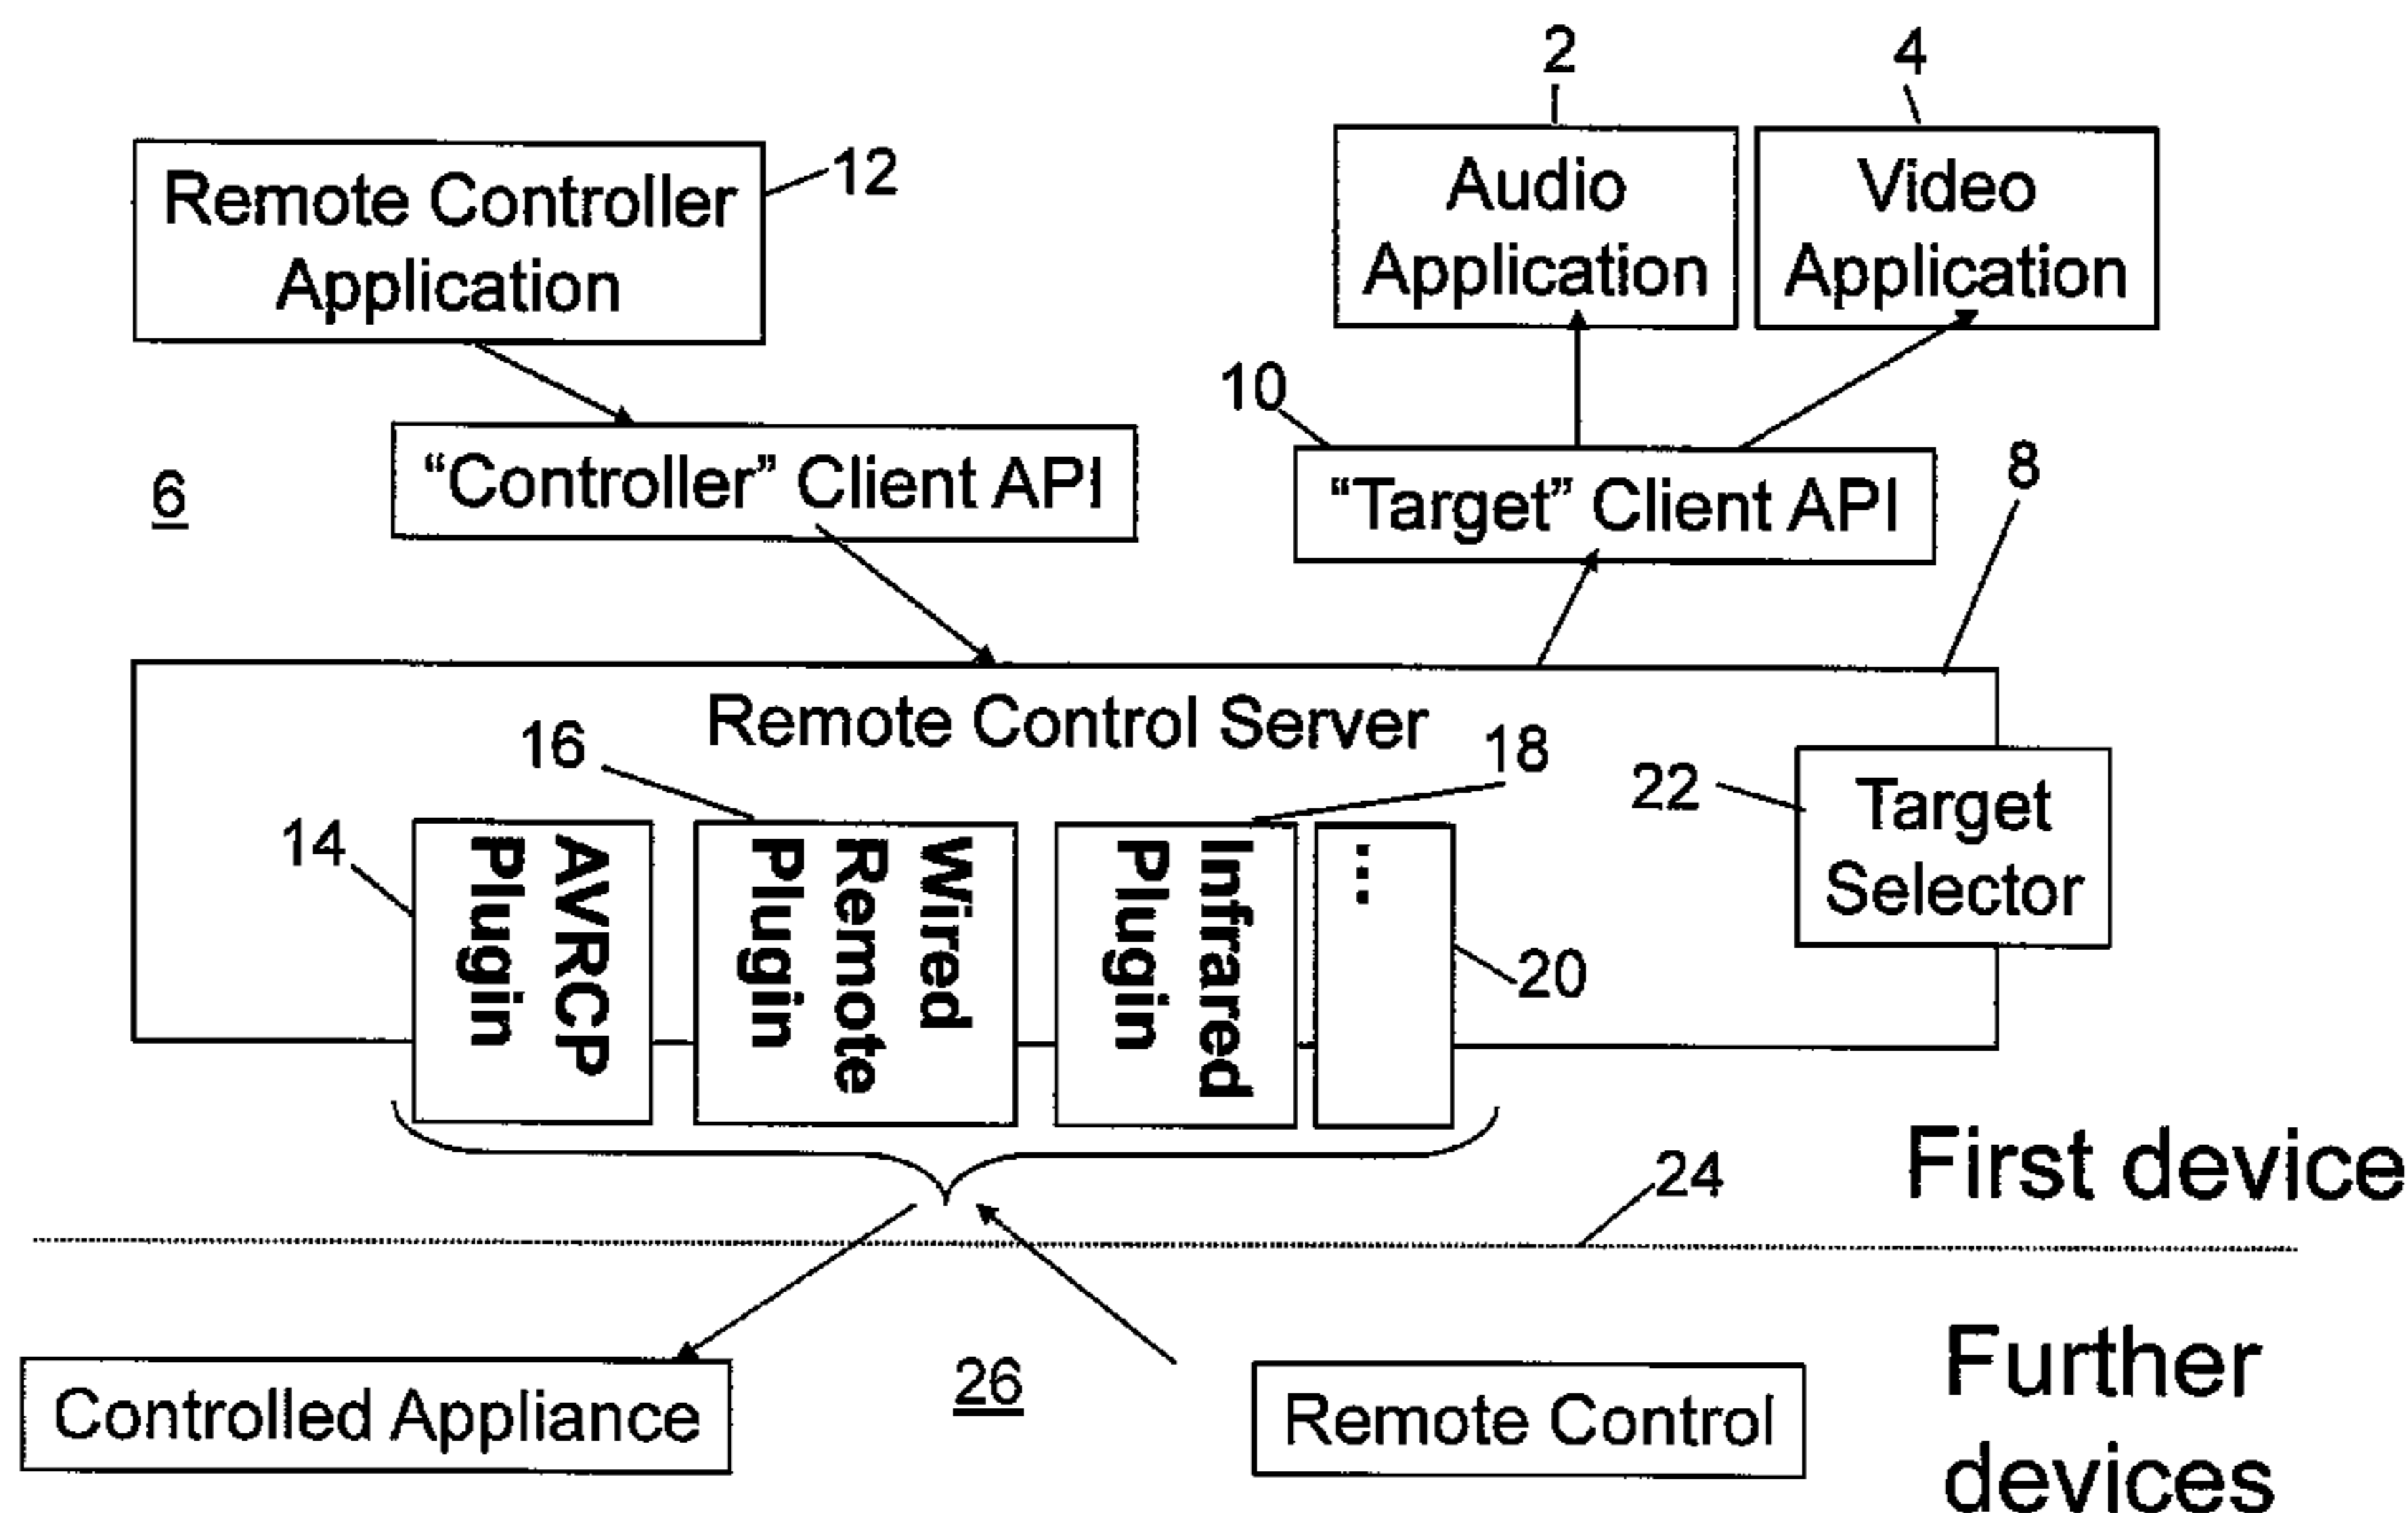 2
4
Remote Controller
Application
12
Audio
Application
Video
Application
10
6
“Controller” Client API
“Target” Client API
8
Remote Control Server
16
18
22
Target
Selector
14
AVRCP
Plugin
Wired
Remote
Plugin
Infrared
Plugin
...
20
First device
24
Controlled Appliance
26
Remote Control
Further
devices